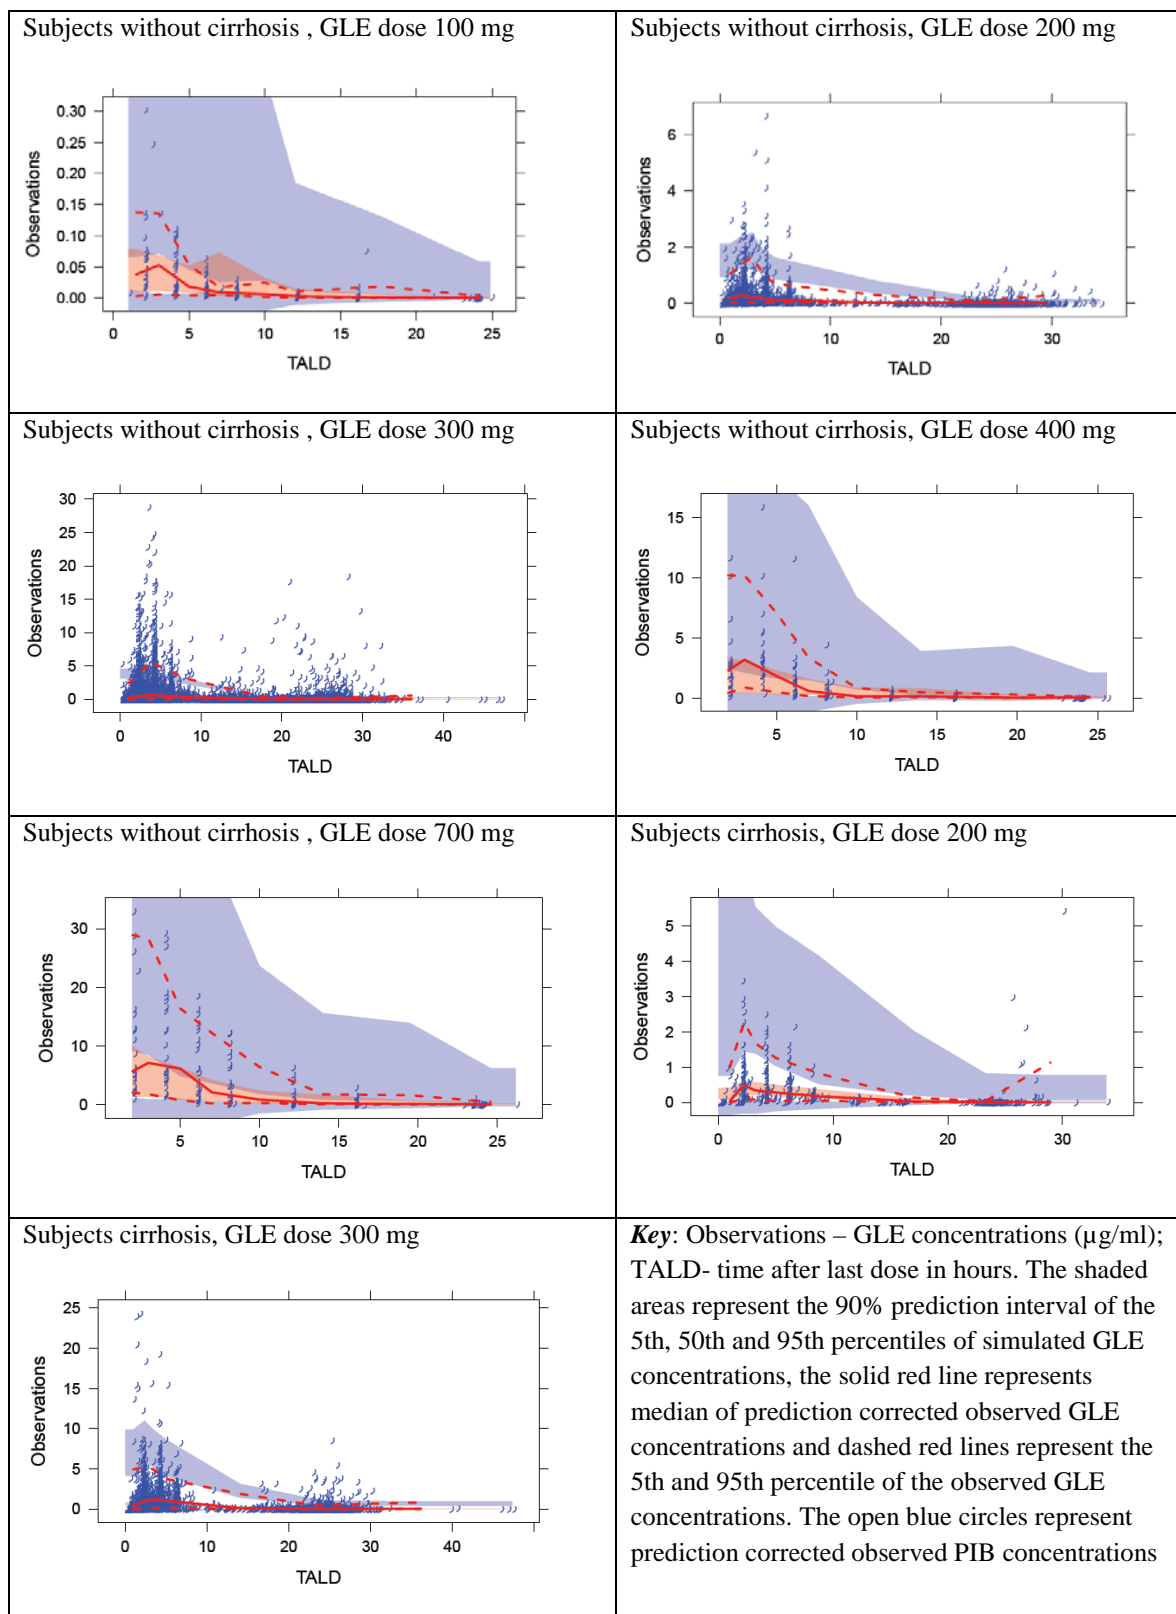 Subjects without cirrhosis , GLE dose 100 mg
0.30
0.25
0.20
0.15
0.10
0.05
0.00
Observations
0 5 10 15 20 25
TALD
Subjects without cirrhosis, GLE dose 200 mg
6
4
2
0
Observations
0 10 20 30
TALD
Subjects without cirrhosis , GLE dose 300 mg
30
25
20
15
10
5
0
Observations
0 10 20 30 40
TALD
Subjects without cirrhosis, GLE dose 400 mg
15
10
5
0
Observations
5 10 15 20 25
TALD
Subjects without cirrhosis , GLE dose 700 mg
30
20
10
0
Observations
5 10 15 20 25
TALD
Subjects cirrhosis, GLE dose 200 mg
5
4
3
2
1
0
Observations
0 10 20 30
TALD
Subjects cirrhosis, GLE dose 300 mg
25
20
15
10
5
0
Observations
0 10 20 30 40
TALD
Key: Observations – GLE concentrations (µg/ml);
TALD- time after last dose in hours. The shaded
areas represent the 90% prediction interval of the
5th, 50th and 95th percentiles of simulated GLE
concentrations, the solid red line represents
median of prediction corrected observed GLE
concentrations and dashed red lines represent the
5th and 95th percentile of the observed GLE
concentrations. The open blue circles represent
prediction corrected observed PIB concentrations